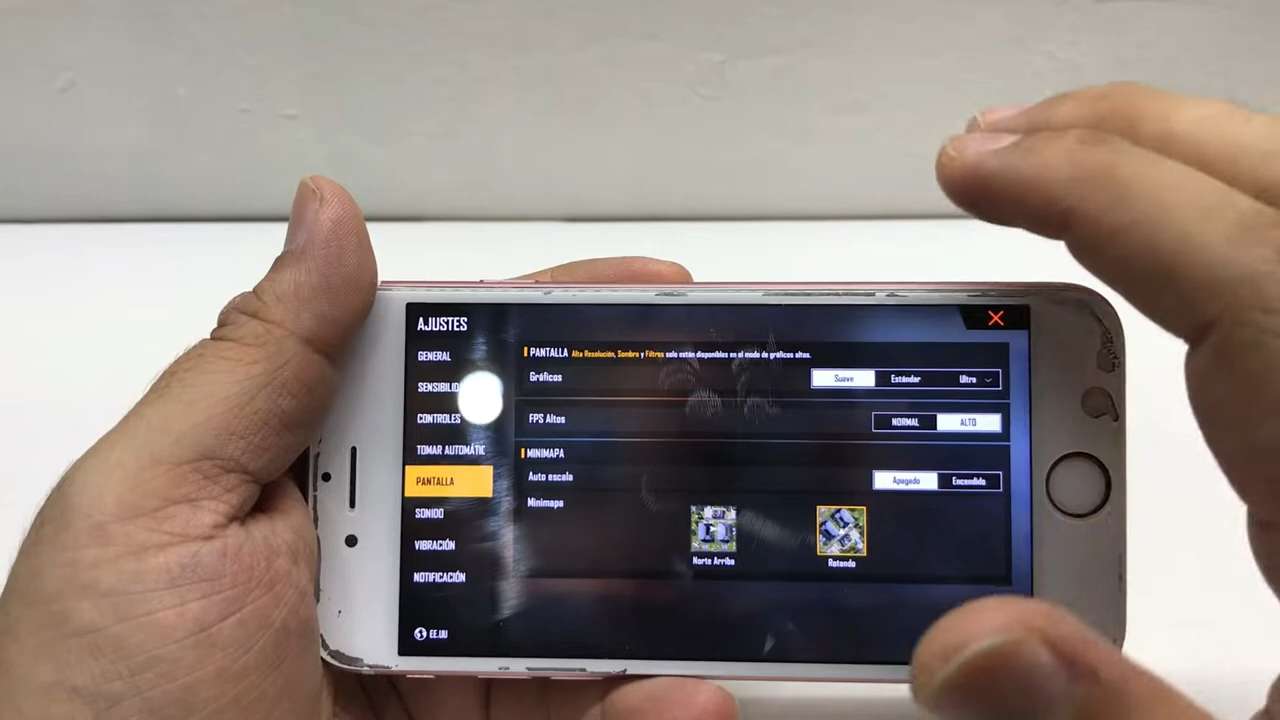 AJUSTES
GENERAL
SENSIBILID
CONTROLES
TOMAR AUTOMÁTIC
PANTALLA
SONIDO
VIBRACIÓN
NOTIFICACIÓN
EE.UU
PANTALLA Alta Resolución, Sombra y Filtros solo están disponibles en el modo de gráficos altos.
Gráficos Suave Estándar Ultra
FPS Altos NORMAL ALTO
MINIMAPA
Auto escala Apagado Encendido
Minimapa
Norte Arriba Rotando